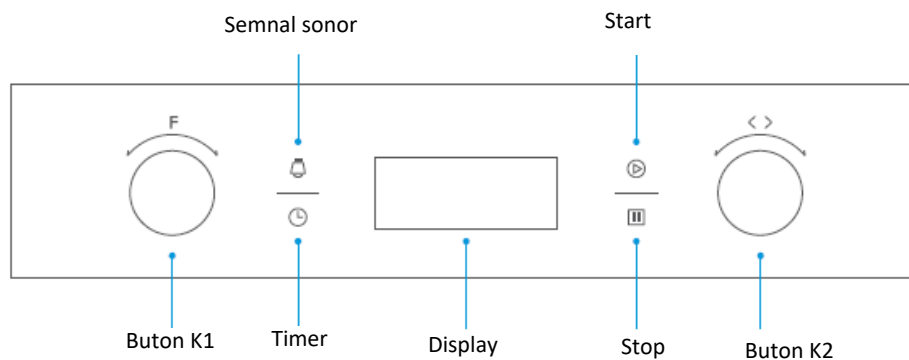 Semnal sonor
Start
F
< >
Buton K1
Timer
Display
Stop
Buton K2